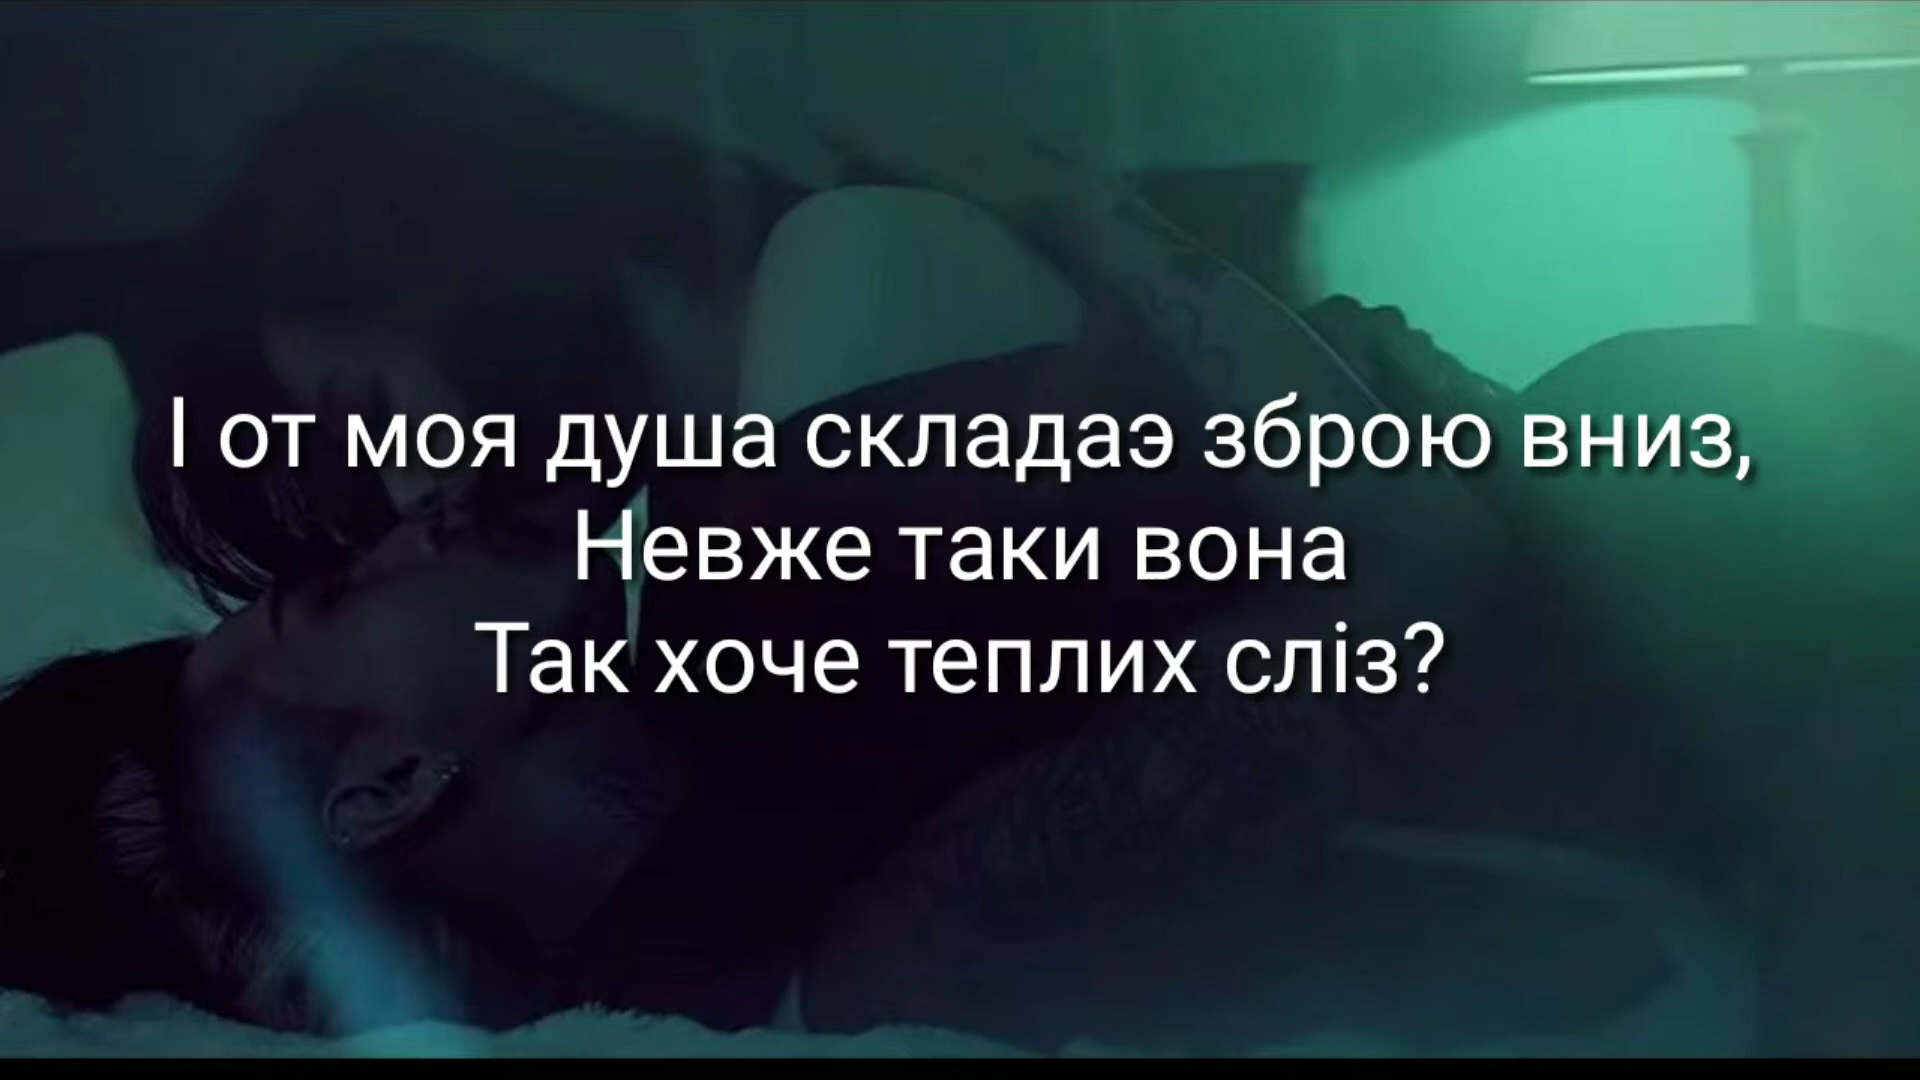 І от моя душа складаэ зброю вниз,
Невже таки вона
Так хоче теплих сліз?